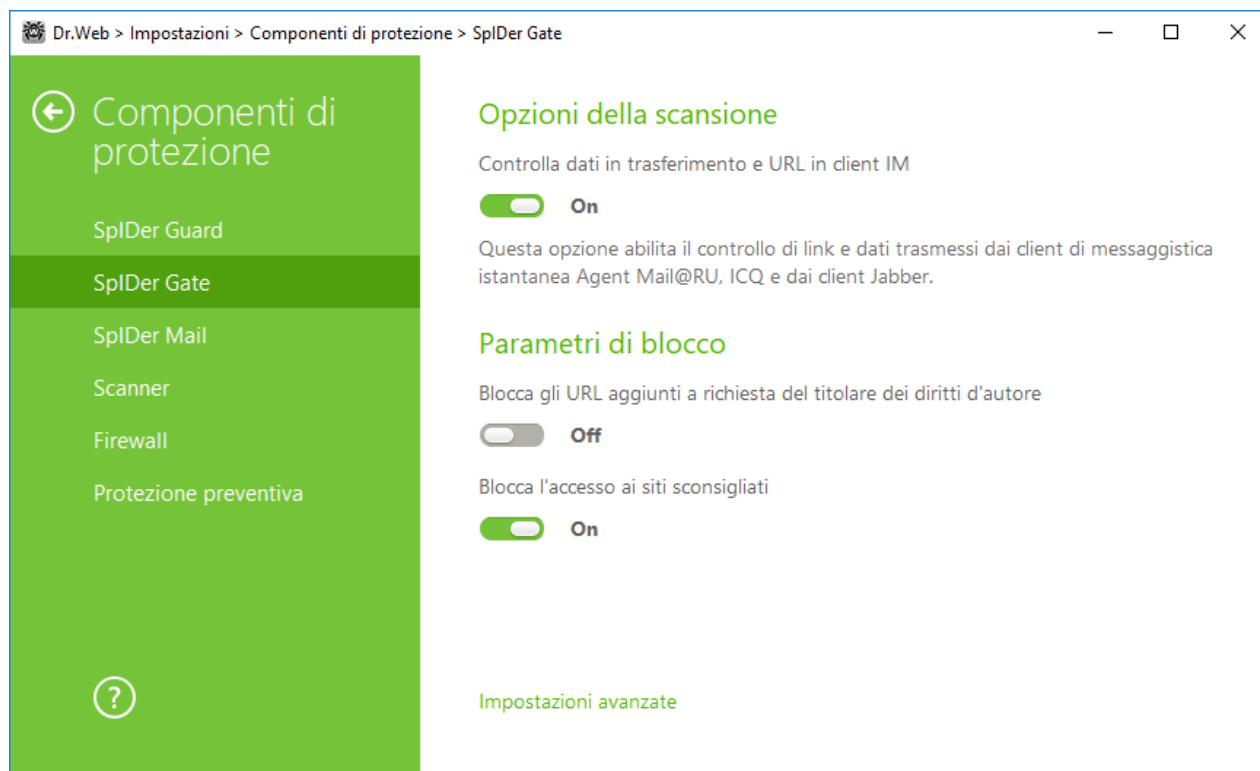 Dr.Web > Impostazioni > Componenti di protezione > SpIDer Gate
Componenti di
protezione
SpIDer Guard
SpIDer Gate
SpIDer Mail
Scanner
Firewall
Protezione preventiva
?
Opzioni della scansione
Controlla dati in trasferimento e URL in client IM
On
Questa opzione abilita il controllo di link e dati trasmessi dai client di messaggistica
istantanea Agent Mail@RU, ICQ e dai client Jabber.
Parametri di blocco
Blocca gli URL aggiunti a richiesta del titolare dei diritti d'autore
Off
Blocca l'accesso ai siti sconsigliati
On
Impostazioni avanzate